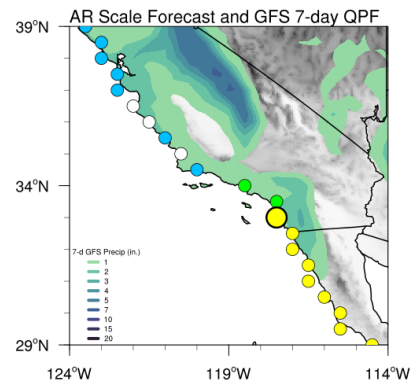 AR Scale Forecast and GFS 7-day QPF
39°N
34°N
7-d GFS Precip (in.)
1
2
3
4
5
7
10
15
20
29°N
124°W 119°W 114°W